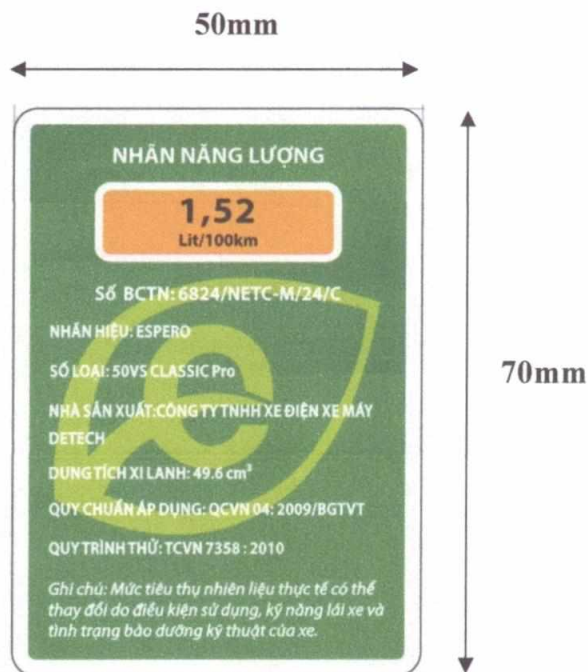 50mm
NHÃN NĂNG LƯỢNG
1,52
Lit/100km
Số BCTN: 6824/NETC-M/24/C
NHÃN HIỆU: ESPERO
SỐ LOẠI: 50VS CLASSIC Pro
NHÀ SẢN XUẤT:CÔNG TY TNHH XE ĐIỆN XE MÁY
DETECH
DUNG TÍCH XI LANH: 49.6 cm³
QUY CHUẨN ÁP DỤNG: QCVN 04: 2009/BGTVT
QUY TRÌNH THỬ: TCVN 7358 : 2010
Ghi chú: Mức tiêu thụ nhiên liệu thực tế có thể
thay đổi do điều kiện sử dụng, kỹ năng lái xe và
tình trạng bảo dưỡng kỹ thuật của xe.
70mm